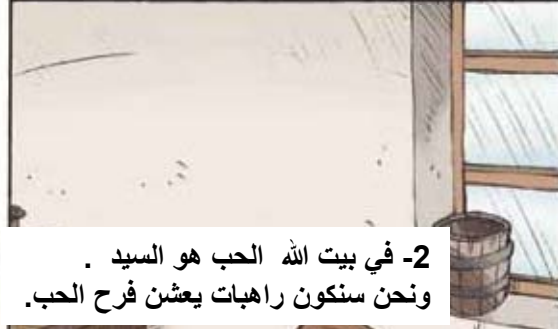 2- في بيت الله الحب هو السيد .
ونحن سنكون راهبات يعشن فرح الحب.